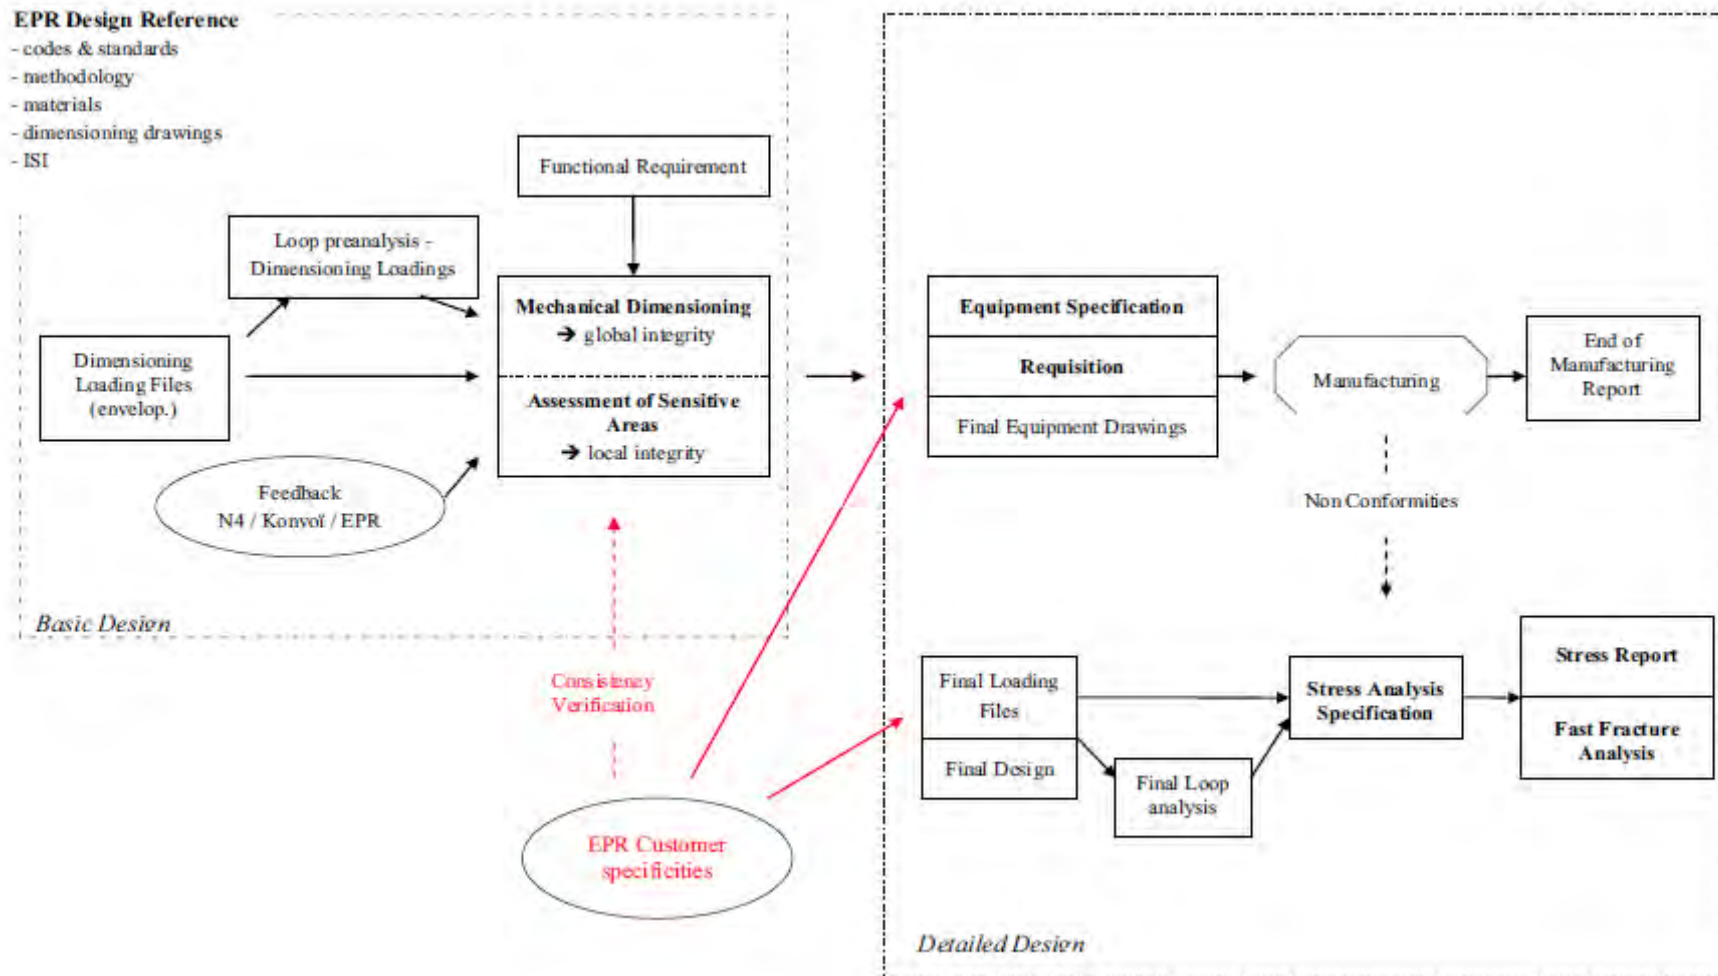 EPR Design Reference
- codes & standards
- methodology
- materials
- dimensioning drawings
- ISI
Functional Requirement
Loop preanalysis -
Dimensioning Loadings
Mechanical Dimensioning
➔ global integrity
Dimensioning
Loading Files
(envelop.)
Assessment of Sensitive
Areas
➔ local integrity
Feedback
N4 / Konvoï / EPR
Basic Design
Consistency
Verification
EPR Customer
specificities
Equipment Specification
Requisition
Final Equipment Drawings
Manufacturing
End of
Manufacturing
Report
Non Conformities
Final Loading
Files
Final Design
Final Loop
analysis
Stress Analysis
Specification
Stress Report
Fast Fracture
Analysis
Detailed Design